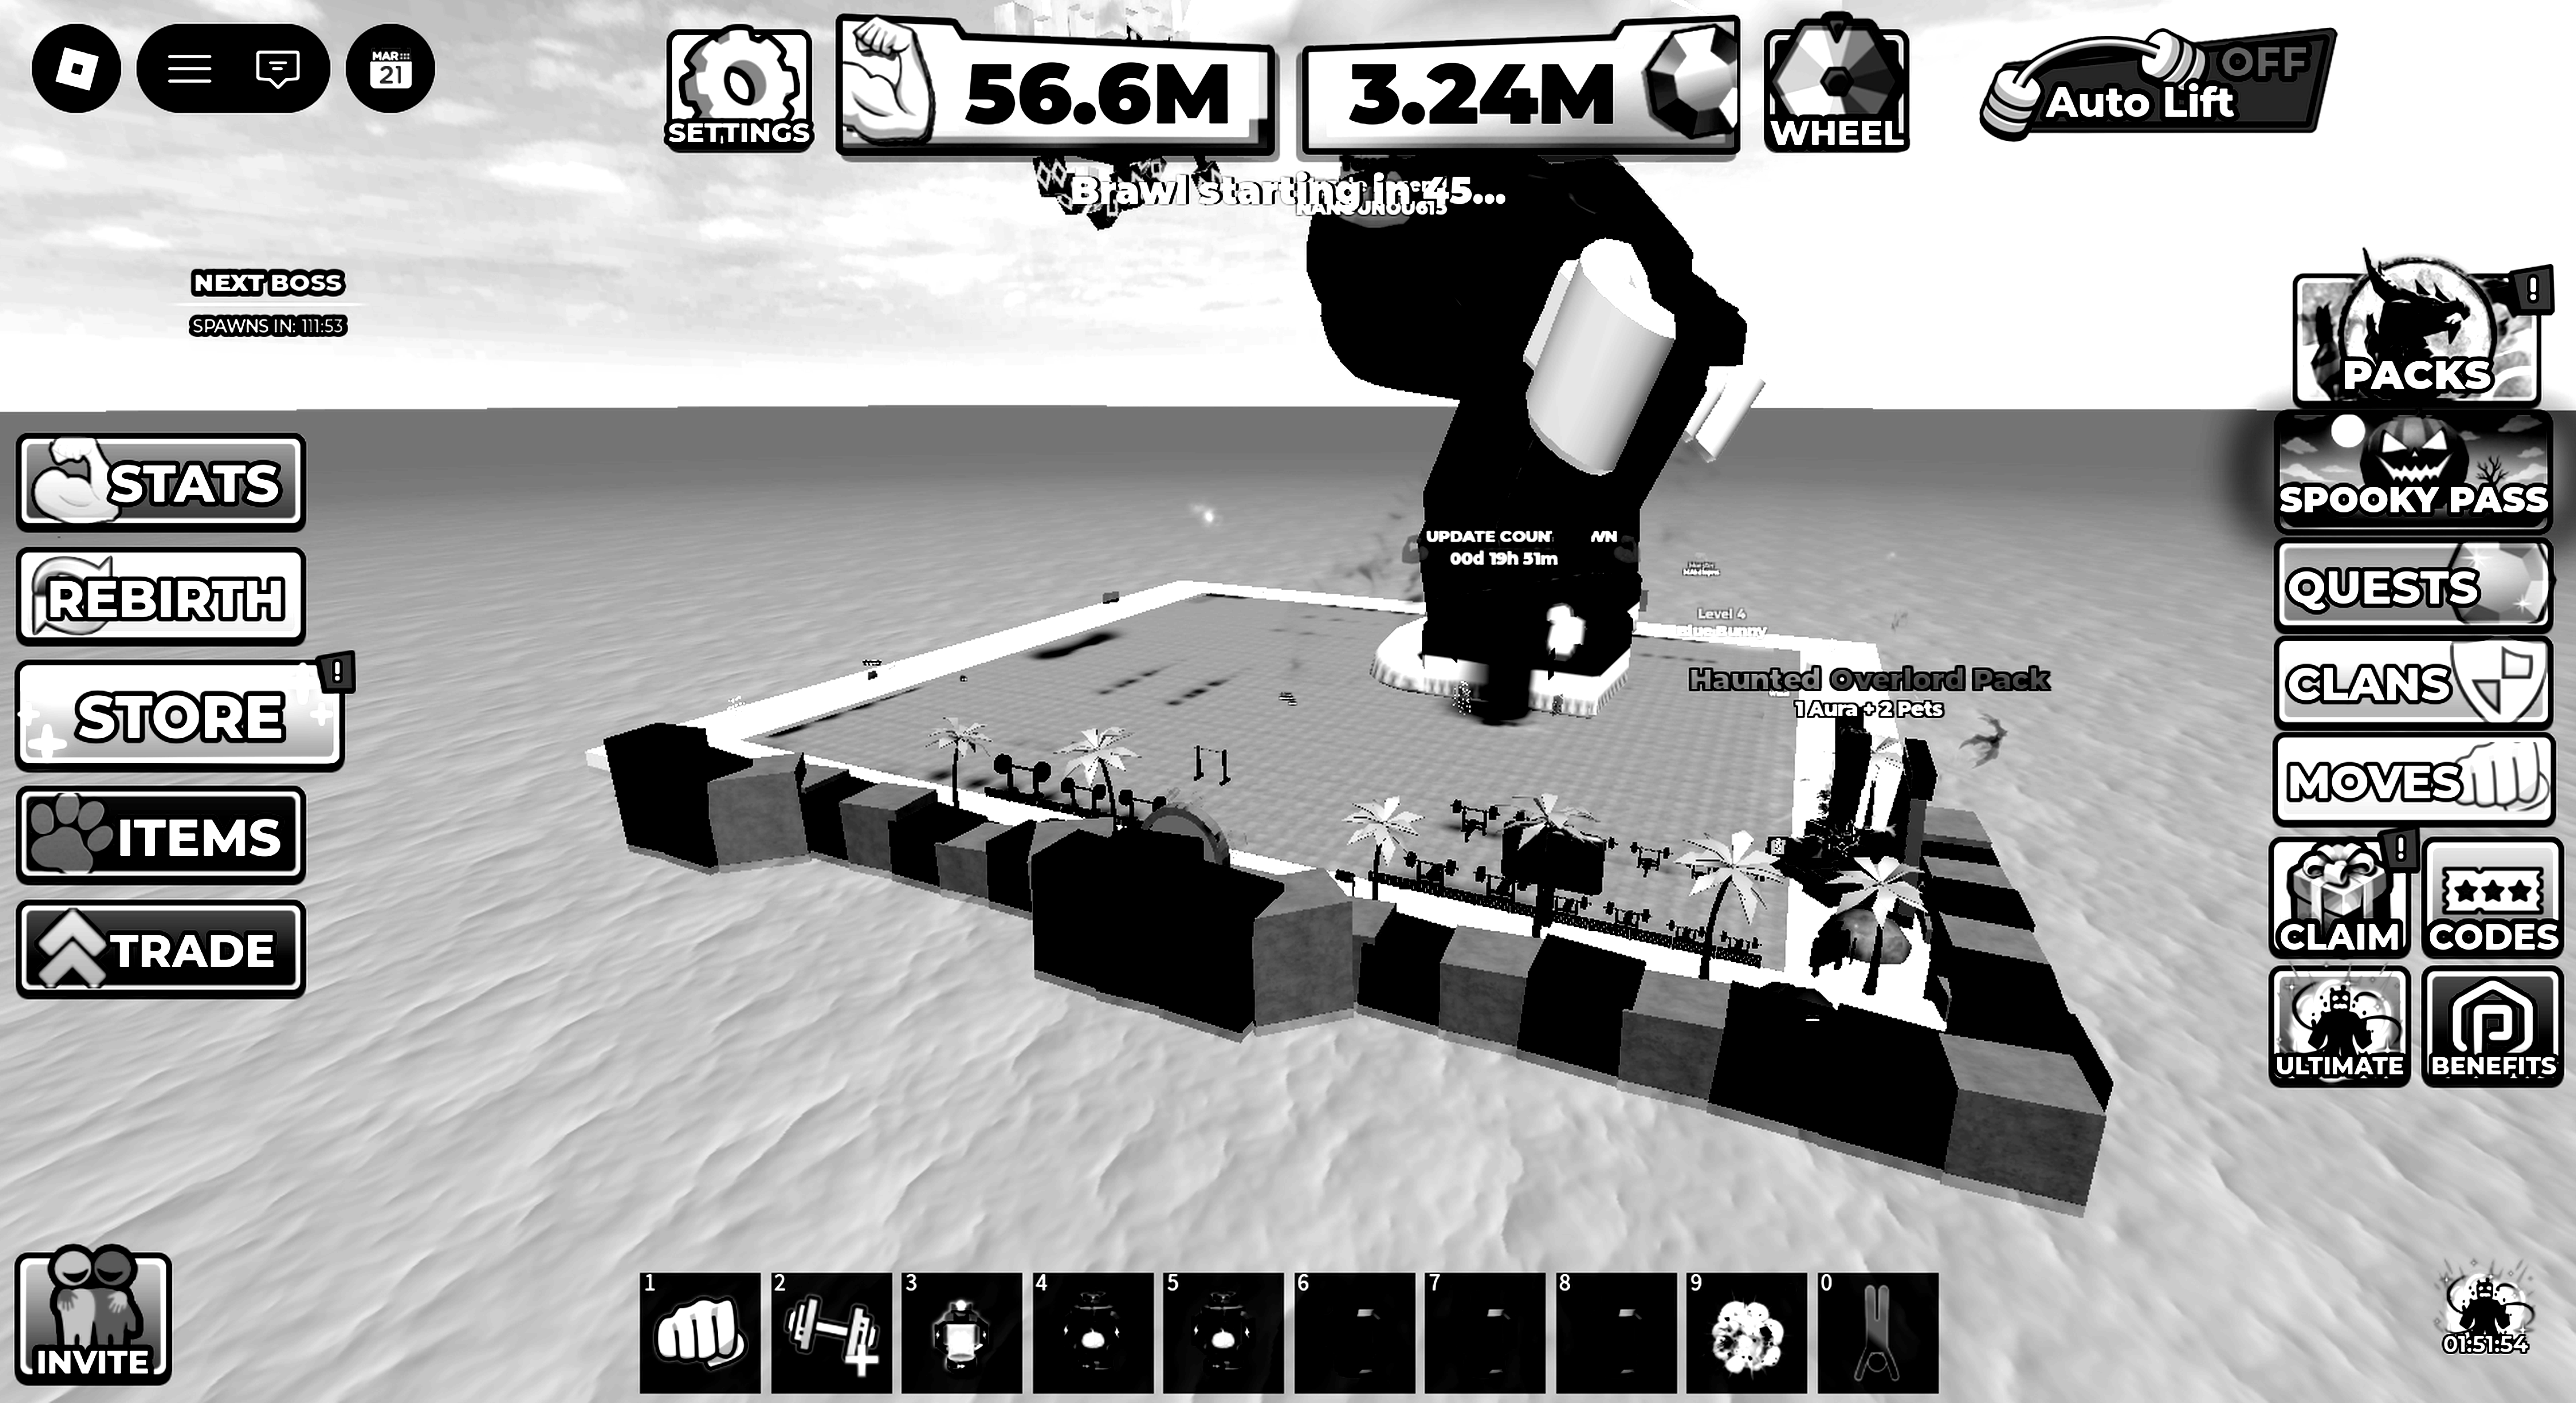 MAR
21
SETTINGS
56.6M
3.24M
WHEEL
OFF
Auto Lift
Brawl starting in 45...
NEXT BOSS
SPAWNS IN: 111:53
PACKS
SPOOKY PASS
STATS
REBIRTH
STORE
ITEMS
TRADE
UPDATE
00d 19h 51m
Level 4
Blue Bunny
Haunted Overlord Pack
1 Aura + 2 Pets
QUESTS
CLANS
MOVES
CLAIM
CODES
ULTIMATE
BENEFITS
INVITE
1
2
3
4
5
6
7
8
9
0
01:51:54